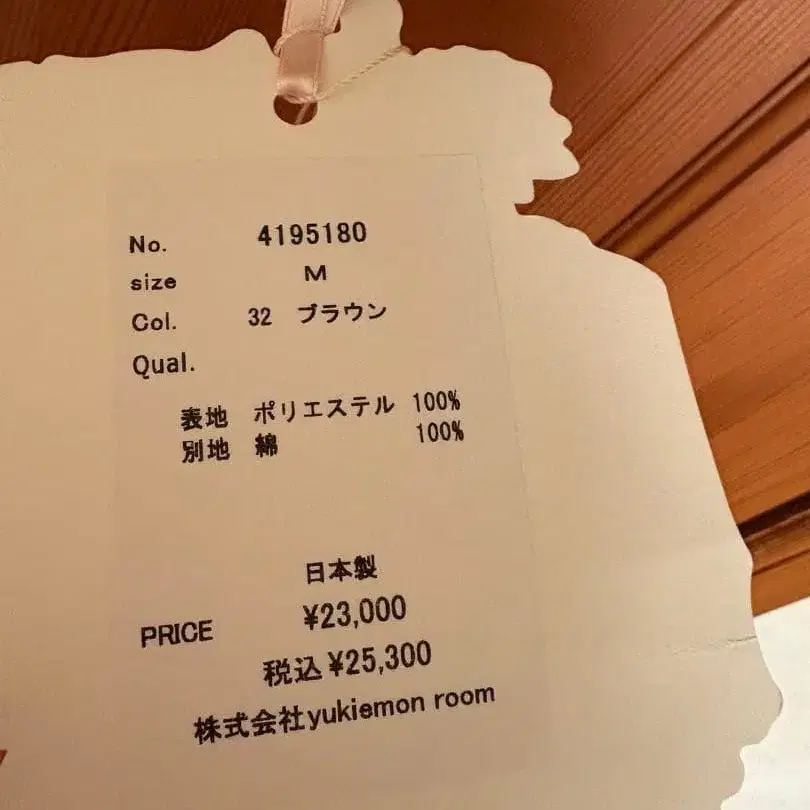 No. 4195180
size M
Col. 32 ブラウン
Qual.
表地 ポリエステル 100%
別地 綿 100%
日本製
PRICE ¥23,000
税込 ¥25,300
株式会社yukiemon room